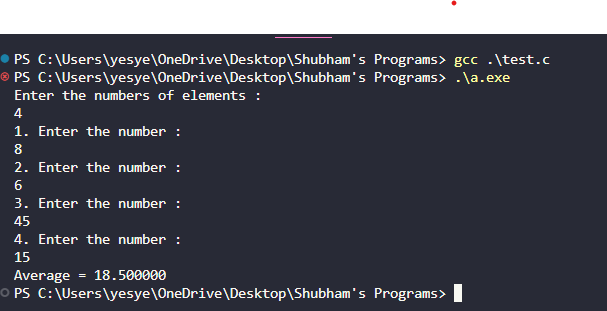 PS C:\Users\yesye\OneDrive\Desktop\Shubham's Programs> gcc .\test.c
PS C:\Users\yesye\OneDrive\Desktop\Shubham's Programs> .\a.exe
Enter the numbers of elements :
4
1. Enter the number :
8
2. Enter the number :
6
3. Enter the number :
45
4. Enter the number :
15
Average = 18.500000
PS C:\Users\yesye\OneDrive\Desktop\Shubham's Programs>